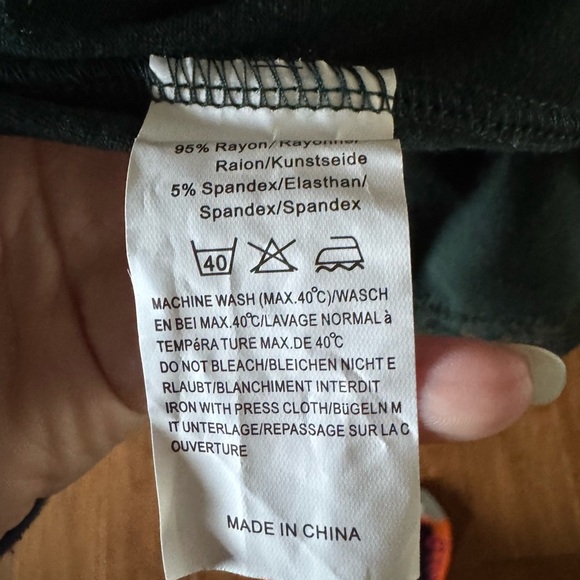 95% Rayon/Rayonne/
Raion/Kunstseide
5% Spandex/Elasthan/
Spandex/Spandex
40
MACHINE WASH (MAX.40℃)/WASCH
EN BEI MAX.40℃/LAVAGE NORMAL à
TEMPéRATURE MAX.DE 40℃
DO NOT BLEACH/BLEICHEN NICHT E
RLAUBT/BLANCHIMENT INTERDIT
IRON WITH PRESS CLOTH/BüGELN M
IT UNTERLAGE/REPASSAGE SUR LA C
OUVERTURE
MADE IN CHINA